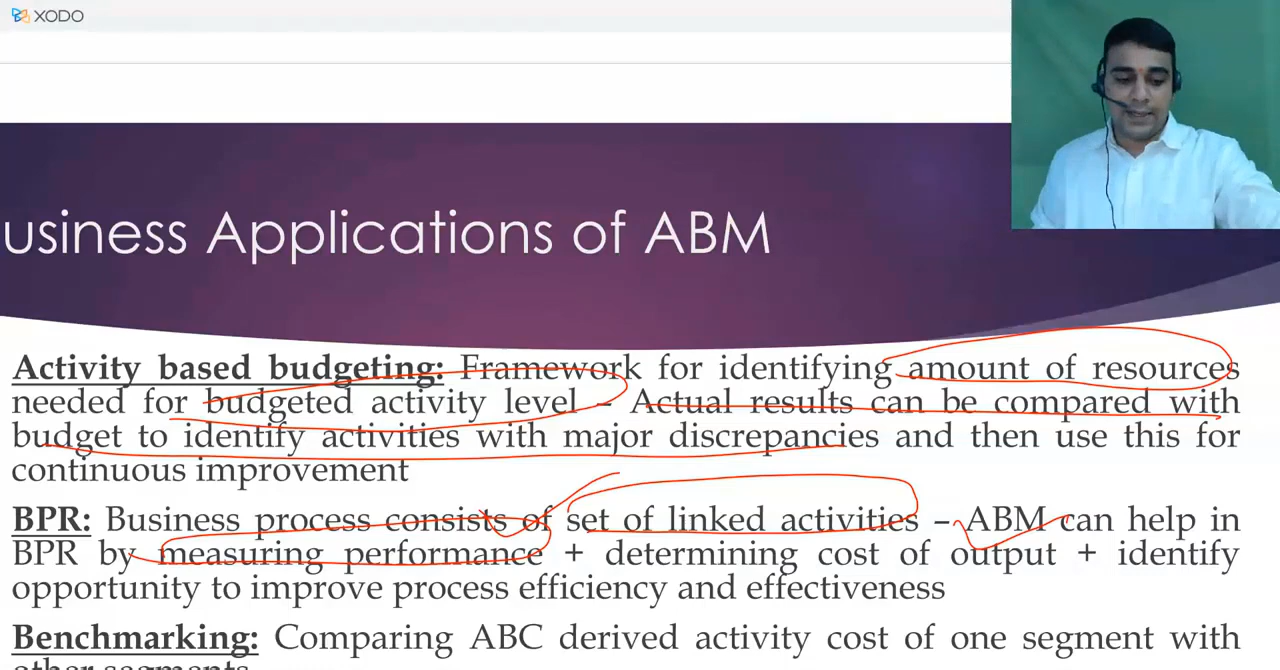 XODO
usiness Applications of ABM
Activity based budgeting: Framework for identifying amount of resources
needed for budgeted activity level – Actual results can be compared with
budget to identify activities with major discrepancies and then use this for
continuous improvement
BPR: Business process consists of set of linked activities – ABM can help in
BPR by measuring performance + determining cost of output + identify
opportunity to improve process efficiency and effectiveness
Benchmarking: Comparing ABC derived activity cost of one segment with
other segments